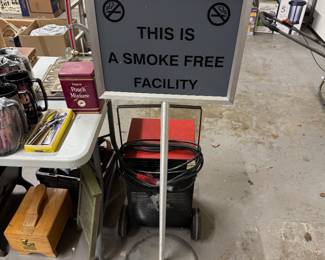 THIS IS
A SMOKE FREE
FACILITY
Pouch
Mixture